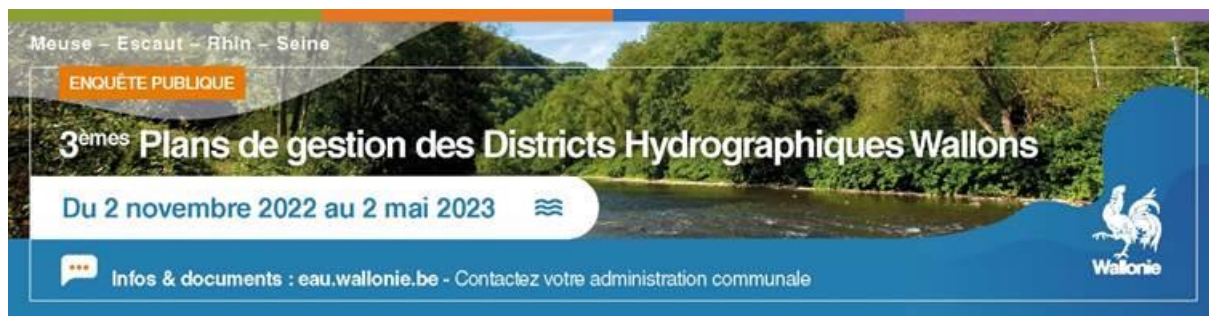 Meuse – Escaut – Rhin – Seine
ENQUÊTE PUBLIQUE
3èmes Plans de gestion des Districts Hydrographiques Wallons
Du 2 novembre 2022 au 2 mai 2023
Infos & documents : eau.wallonie.be - Contactez votre administration communale
Wallonie